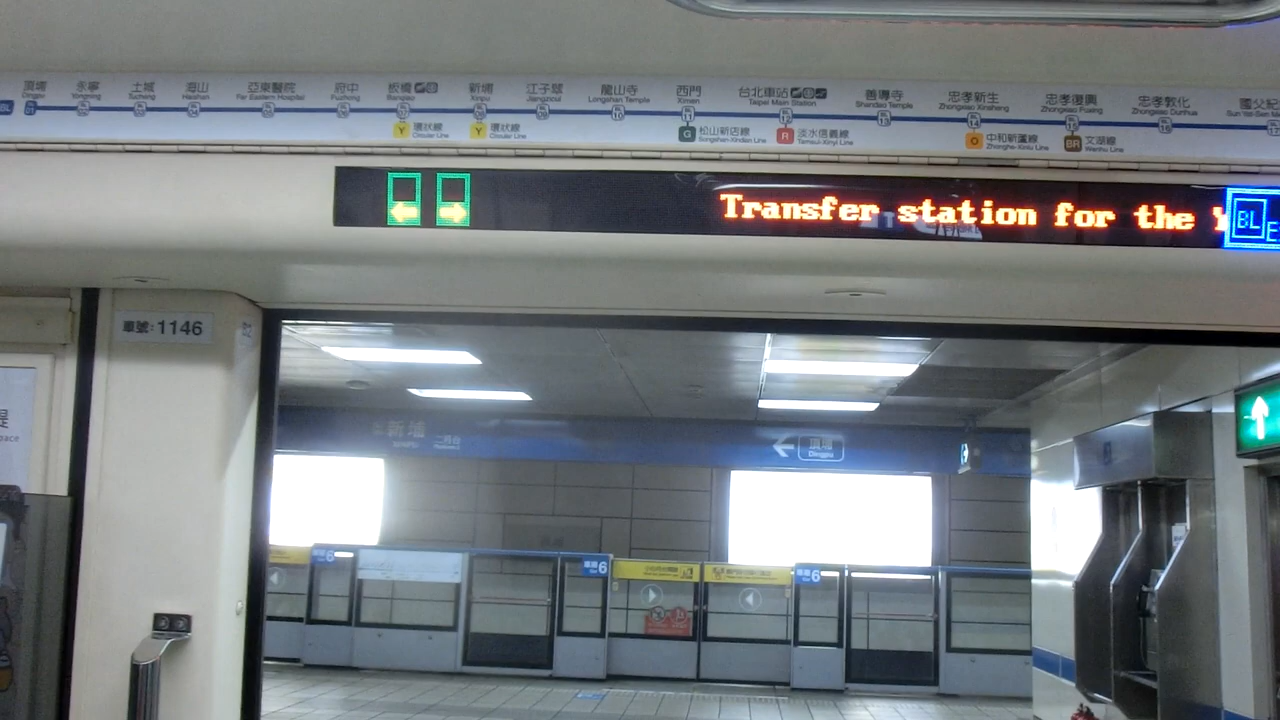 頂埔 永寧 土城 海山 亞東醫院 府中 板橋 新埔 江子翠 龍山寺 西門 台北車站 善導寺 忠孝新生 忠孝復興 忠孝敦化 國父紀
Dingpu Yongning Tucheng Haishan Far Eastern Hospital Fuzhong Banqiao Xinpu Jiangzicui Longshan Temple Ximen Taipei Main Station Shandao Temple Zhongxiao Xinsheng Zhongxiao Fuxing Zhongxiao Dunhua Sun Yat-Sen
Y 環狀線 Circular Line
Y 環狀線 Circular Line
G 松山新店線 Songshan-Xindian Line
R 淡水信義線 Tamsui-Xinyi Line
O 中和新蘆線 Zhonghe-Xinlu Line
BR 文湖線 Wenhu Line
Transfer station for the Y
BL
車號:1146
新埔
頂埔
Dingpu
6
6
6